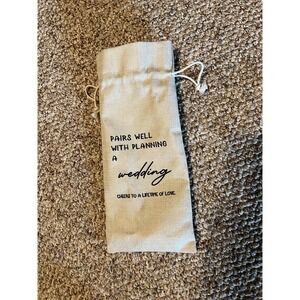 PAIRS WELL
WITH PLANNING
A
wedding
CHEERS TO A LIFETIME OF LOVE.